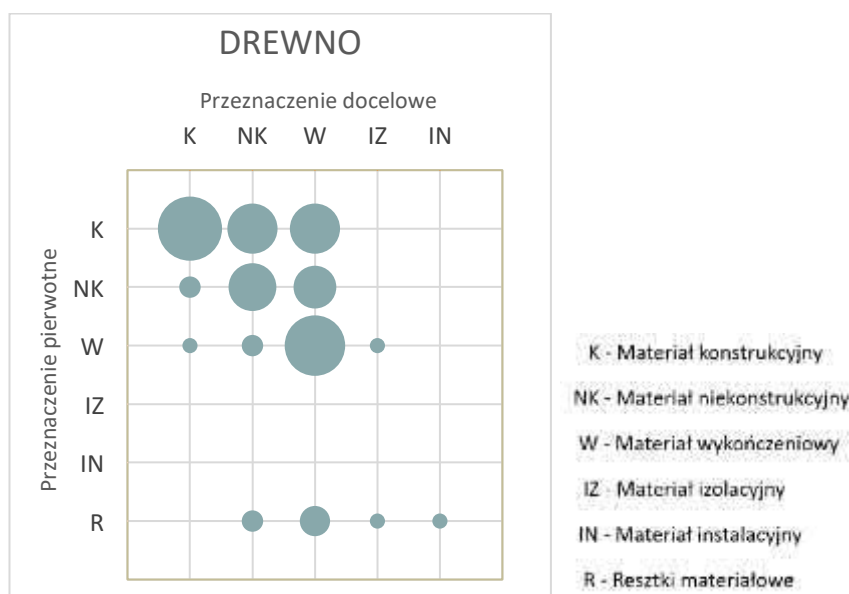 DREWNO
Przeznaczenie docelowe
K NK W IZ IN
Przeznaczenie pierwotne
K
NK
W
IZ
IN
R
K - Materiał konstrukcyjny
NK - Materiał niekonstrukcyjny
W - Materiał wykończeniowy
IZ - Materiał izolacyjny
IN - Materiał instalacyjny
R - Resztki materiałowe